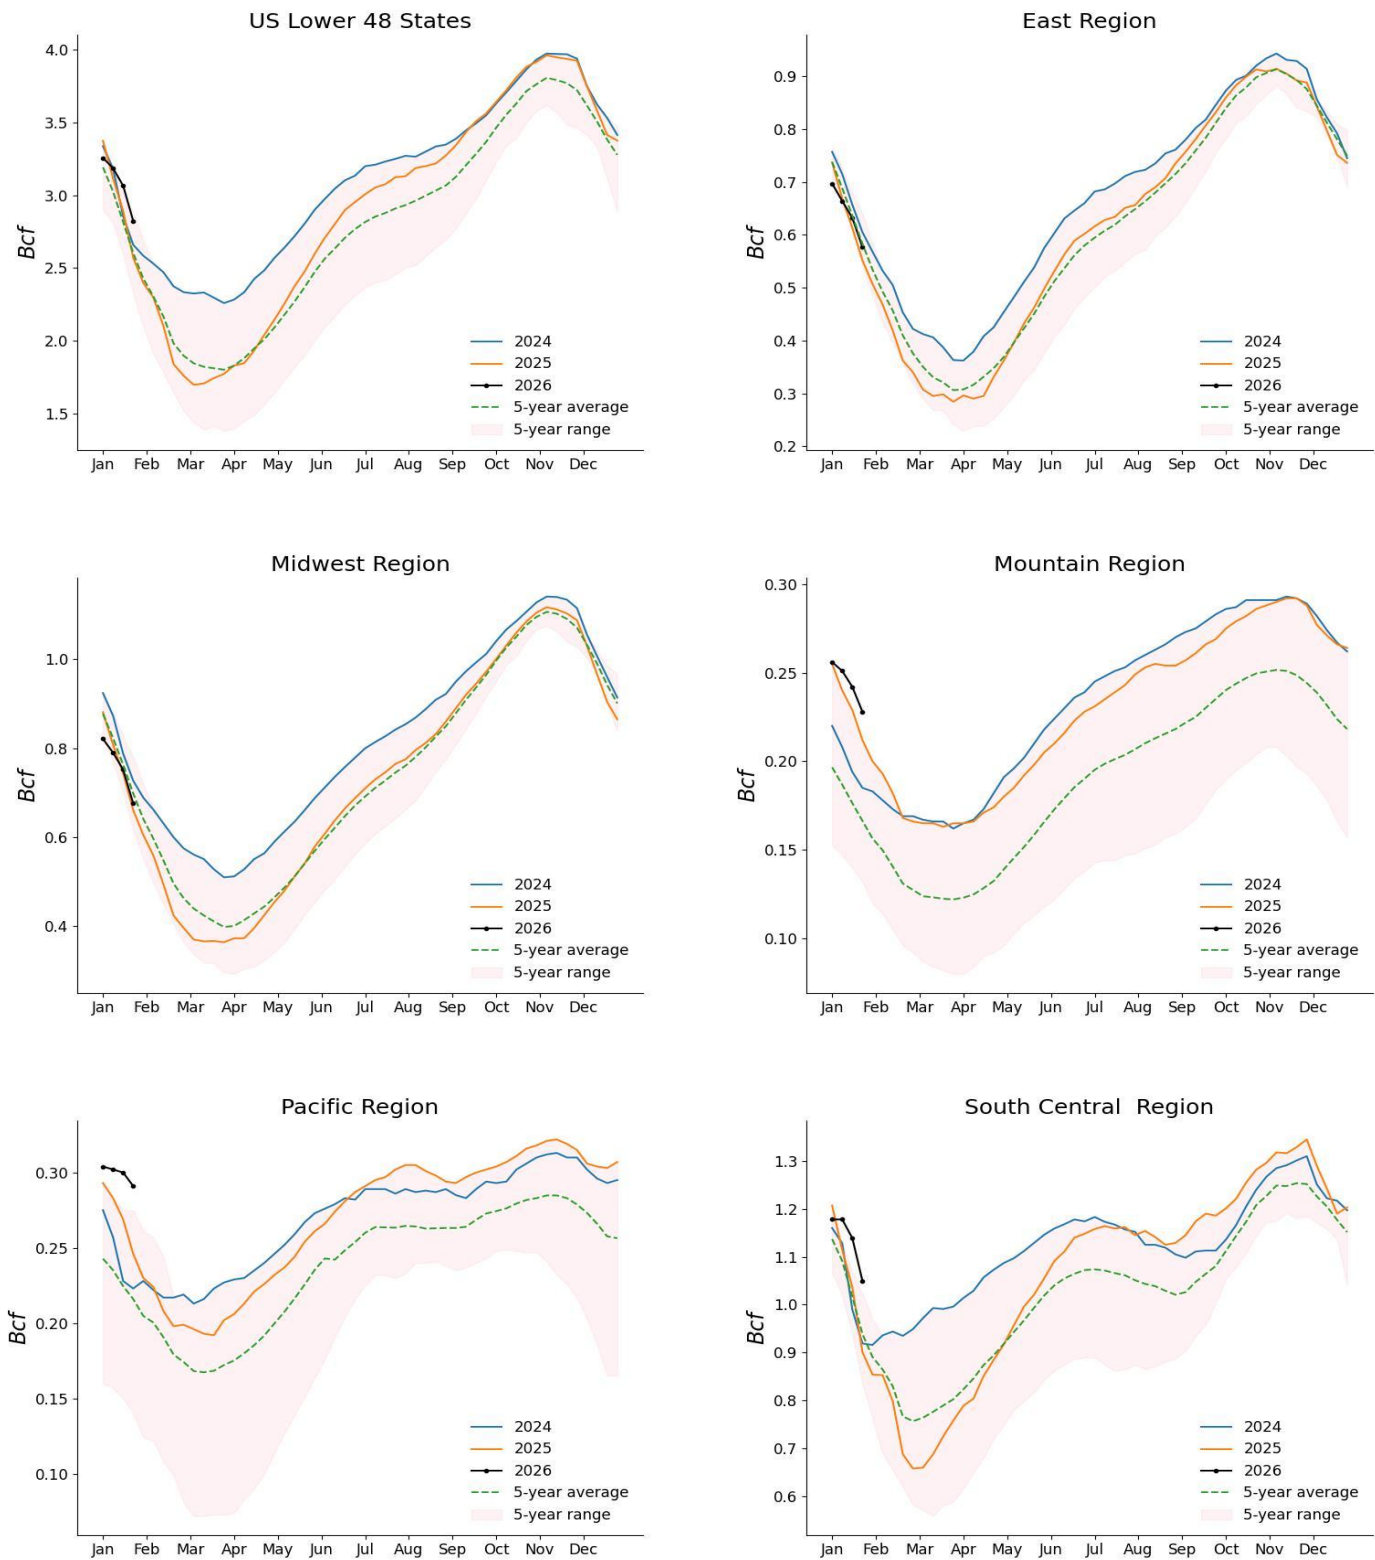 US Lower 48 States
4.0
3.5
3.0
2.5
2.0
1.5
Bcf
Jan Feb Mar Apr May Jun Jul Aug Sep Oct Nov Dec
2024
2025
2026
5-year average
5-year range
East Region
0.9
0.8
0.7
0.6
0.5
0.4
0.3
0.2
Bcf
Jan Feb Mar Apr May Jun Jul Aug Sep Oct Nov Dec
2024
2025
2026
5-year average
5-year range
Midwest Region
1.0
0.8
0.6
0.4
Bcf
Jan Feb Mar Apr May Jun Jul Aug Sep Oct Nov Dec
2024
2025
2026
5-year average
5-year range
Mountain Region
0.30
0.25
0.20
0.15
0.10
Bcf
Jan Feb Mar Apr May Jun Jul Aug Sep Oct Nov Dec
2024
2025
2026
5-year average
5-year range
Pacific Region
0.30
0.25
0.20
0.15
0.10
Bcf
Jan Feb Mar Apr May Jun Jul Aug Sep Oct Nov Dec
2024
2025
2026
5-year average
5-year range
South Central  Region
1.3
1.2
1.1
1.0
0.9
0.8
0.7
0.6
Bcf
Jan Feb Mar Apr May Jun Jul Aug Sep Oct Nov Dec
2024
2025
2026
5-year average
5-year range